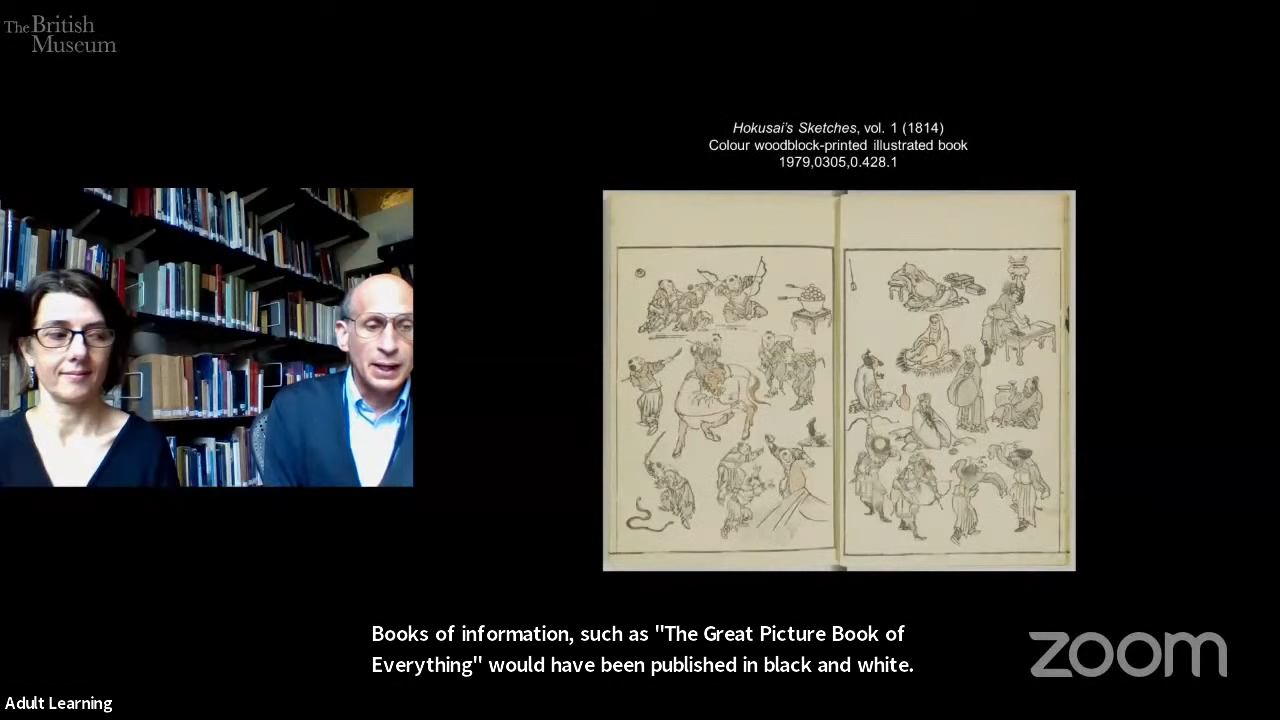 The British
Museum
Hokusai's Sketches, vol. 1 (1814)
Colour woodblock-printed illustrated book
1979,0305,0.428.1
Books of information, such as "The Great Picture Book of
Everything" would have been published in black and white.
zoom
Adult Learning